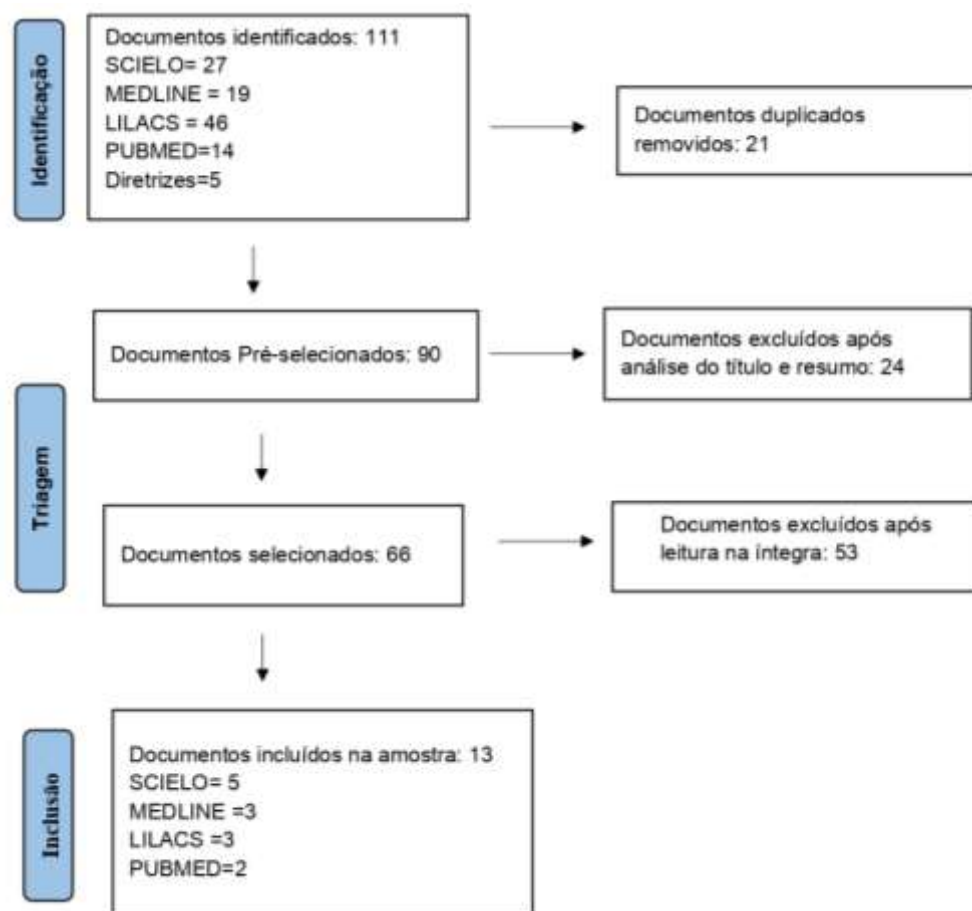 Identificação
Documentos identificados: 111
SCIELO= 27
MEDLINE = 19
LILACS = 46
PUBMED=14
Diretrizes=5
Documentos duplicados
removidos: 21
Triagem
Documentos Pré-selecionados: 90
Documentos excluídos após
análise do título e resumo: 24
Documentos selecionados: 66
Documentos excluídos após
leitura na íntegra: 53
Inclusão
Documentos incluídos na amostra: 13
SCIELO= 5
MEDLINE =3
LILACS =3
PUBMED=2